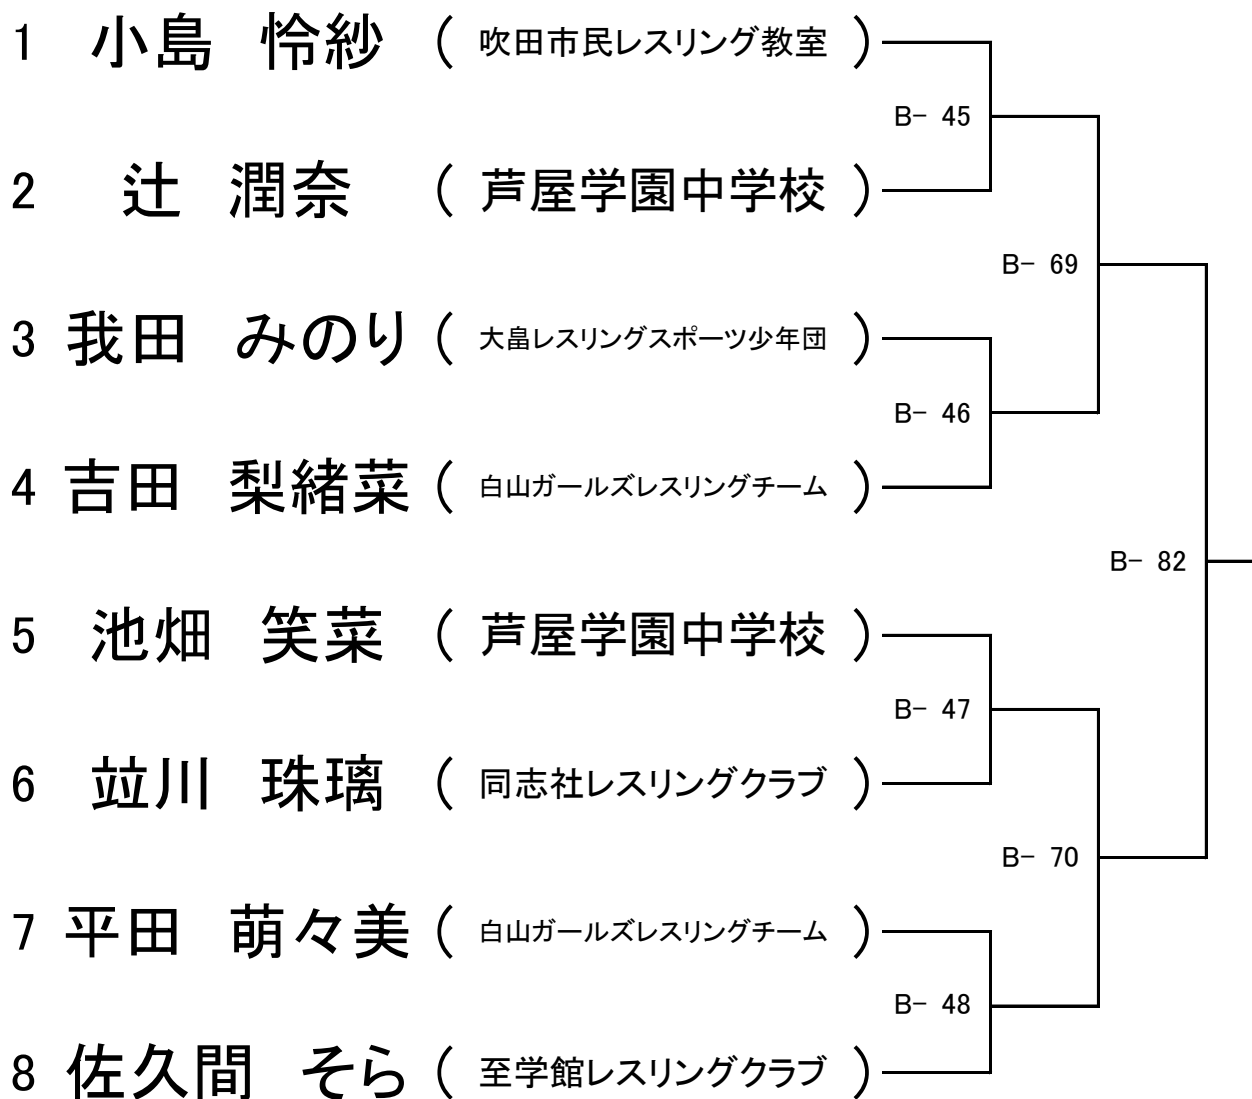 1 小島 怜紗 ( 吹田市民レスリング教室 )
B- 45
2 辻 潤奈 ( 芦屋学園中学校 )
B- 69
3 我田 みのり ( 大畠レスリングスポーツ少年団 )
B- 46
4 吉田 梨緒菜 ( 白山ガールズレスリングチーム )
B- 82
5 池畑 笑菜 ( 芦屋学園中学校 )
B- 47
6 竝川 珠璃 ( 同志社レスリングクラブ )
B- 70
7 平田 萌々美 ( 白山ガールズレスリングチーム )
B- 48
8 佐久間 そら ( 至学館レスリングクラブ )